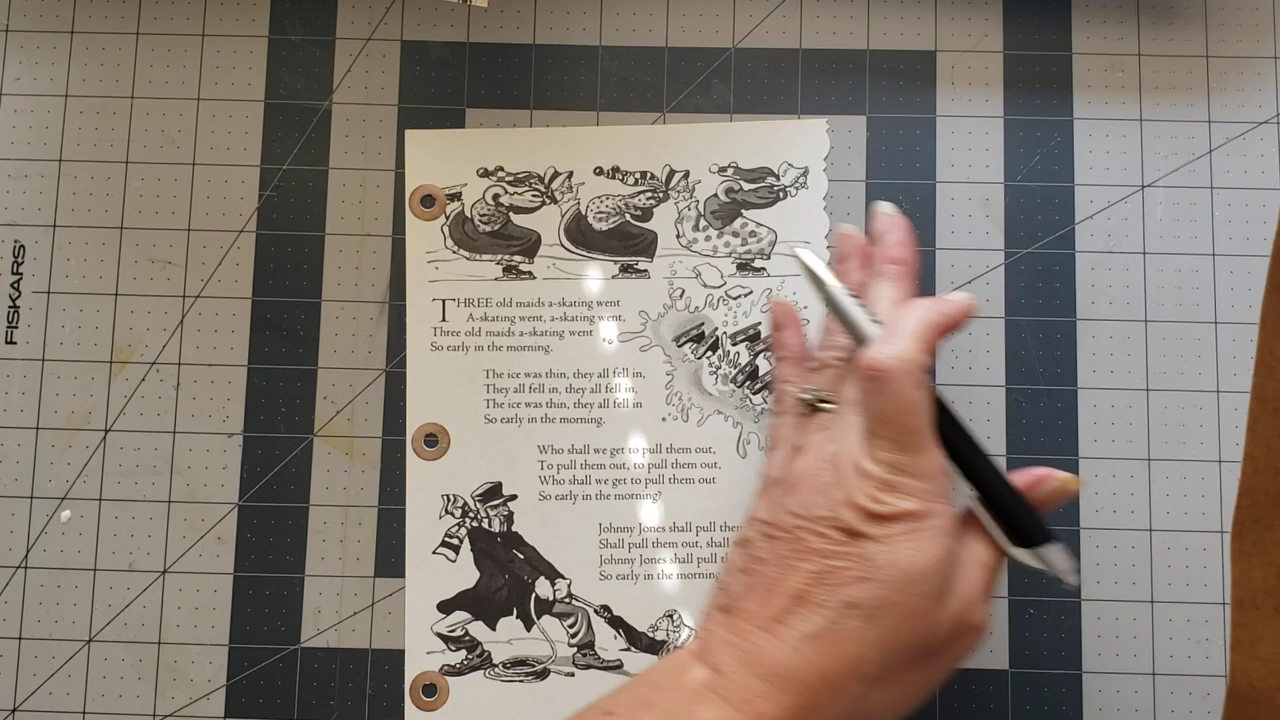 FISKARS
THREE old maids a-skating went
A-skating went, a-skating went,
Three old maids a-skating went
So early in the morning.
The ice was thin, they all fell in,
They all fell in, they all fell in,
The ice was thin, they all fell in
So early in the morning.
Who shall we get to pull them out,
To pull them out, to pull them out,
Who shall we get to pull them out
So early in the morning?
Johnny Jones shall pull them
Shall pull them out, shall
Johnny Jones shall pull
So early in the morning